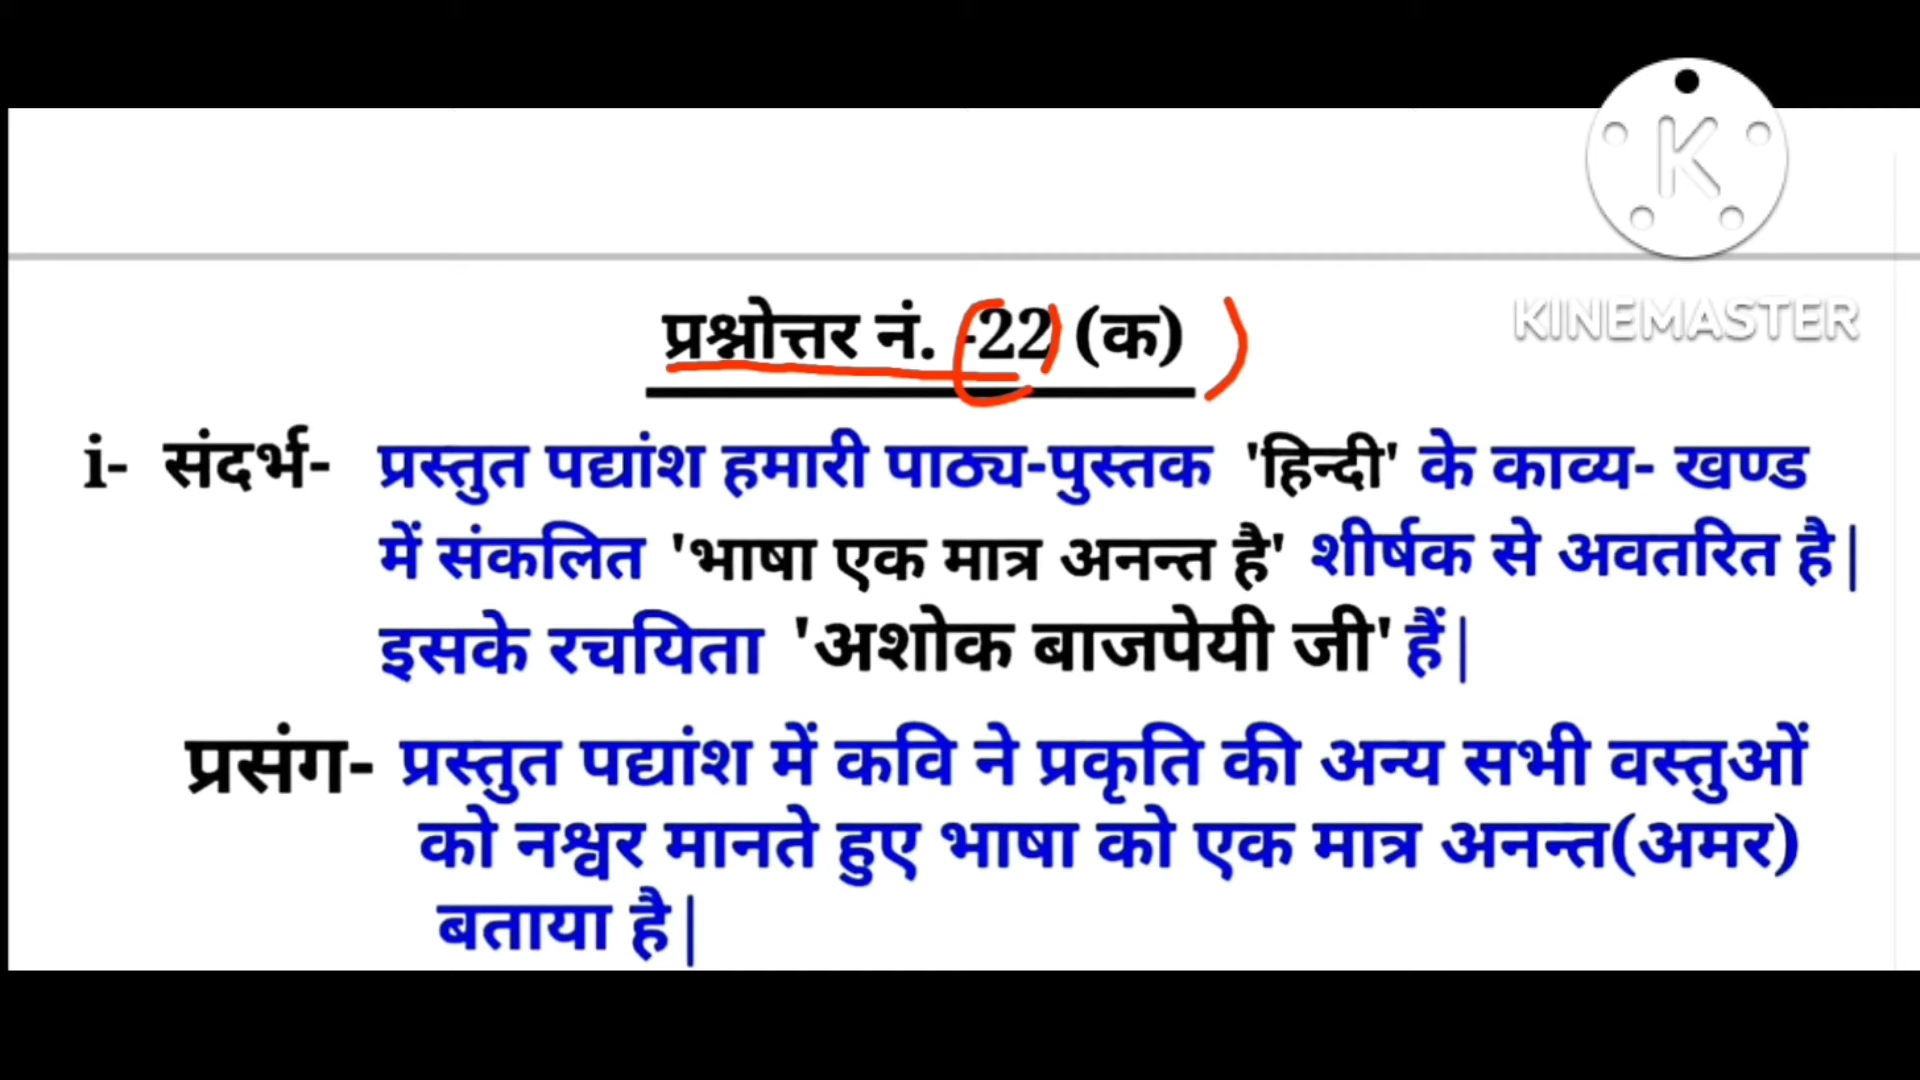 K
KINEMASTER
प्रश्नोत्तर नं. -22 (क)
i- संदर्भ- प्रस्तुत पद्यांश हमारी पाठ्य-पुस्तक 'हिन्दी' के काव्य- खण्ड
में संकलित 'भाषा एक मात्र अनन्त है' शीर्षक से अवतरित है|
इसके रचयिता 'अशोक बाजपेयी जी' हैं|
प्रसंग- प्रस्तुत पद्यांश में कवि ने प्रकृति की अन्य सभी वस्तुओं
को नश्वर मानते हुए भाषा को एक मात्र अनन्त(अमर)
बताया है|